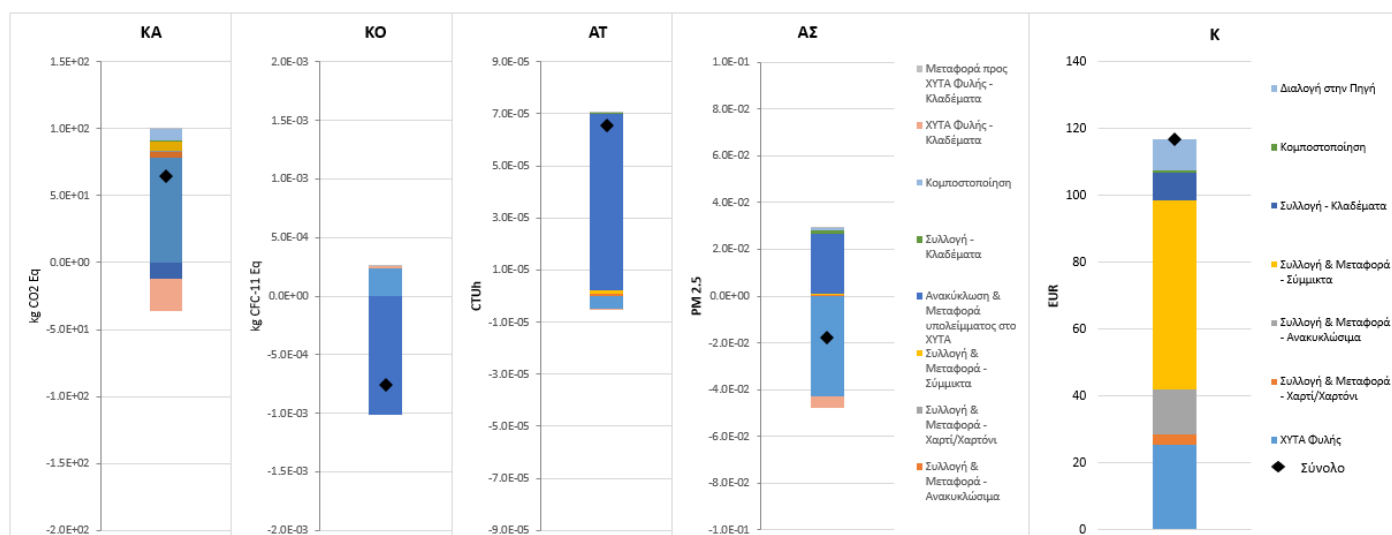 ΚΑ
1.5E+02
1.0E+02
5.0E+01
0.0E+00
-5.0E+01
-1.0E+02
-1.5E+02
-2.0E+02
kg CO2 Eq
ΚΟ
2.0E-03
1.5E-03
1.0E-03
5.0E-04
0.0E+00
-5.0E-04
-1.0E-03
-1.5E-03
-2.0E-03
kg CFC-11 Eq
ΑΤ
9.0E-05
7.0E-05
5.0E-05
3.0E-05
1.0E-05
-1.0E-05
-3.0E-05
-5.0E-05
-7.0E-05
-9.0E-05
CTUh
ΑΣ
1.0E-01
8.0E-02
6.0E-02
4.0E-02
2.0E-02
0.0E+00
-2.0E-02
-4.0E-02
-6.0E-02
-8.0E-02
-1.0E-01
PM 2.5
Μεταφορά προς
ΧΥΤΑ Φυλής -
Κλαδέματα
ΧΥΤΑ Φυλής -
Κλαδέματα
Κομποστοποίηση
Συλλογή -
Κλαδέματα
Ανακύκλωση &
Μεταφορά
υπολείμματος στο
ΧΥΤΑ
Συλλογή &
Μεταφορά -
Σύμμικτα
Συλλογή &
Μεταφορά -
Χαρτί/Χαρτόνι
Συλλογή &
Μεταφορά -
Ανακυκλώσιμα
Κ
140
120
100
80
60
40
20
0
EUR
Διαλογή στην Πηγή
Κομποστοποίηση
Συλλογή - Κλαδέματα
Συλλογή & Μεταφορά
- Σύμμικτα
Συλλογή & Μεταφορά
- Ανακυκλώσιμα
Συλλογή & Μεταφορά
- Χαρτί/Χαρτόνι
ΧΥΤΑ Φυλής
Σύνολο